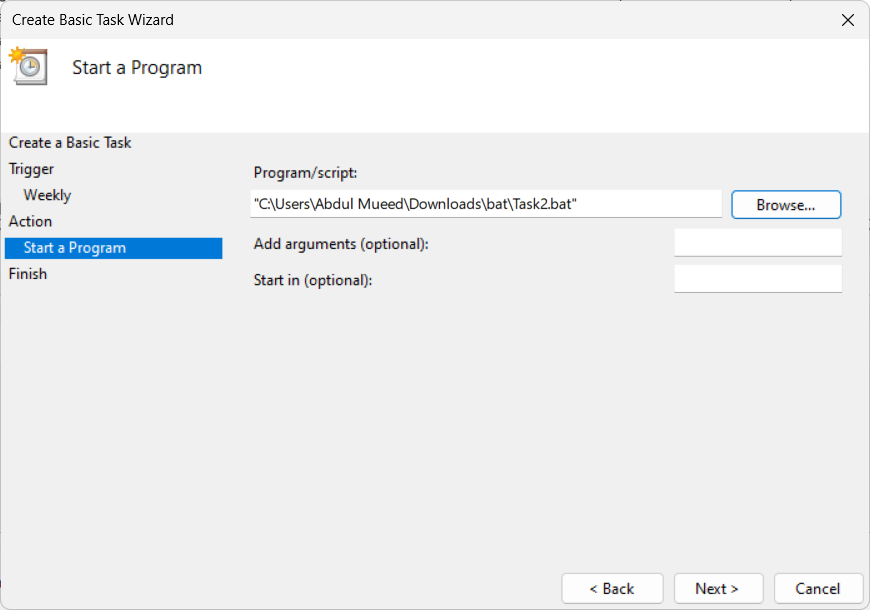 Create Basic Task Wizard
Start a Program
Create a Basic Task
Trigger
Weekly
Action
Start a Program
Finish
Program/script:
"C:\Users\Abdul Mueed\Downloads\bat\Task2.bat"
Browse...
Add arguments (optional):
Start in (optional):
< Back
Next >
Cancel